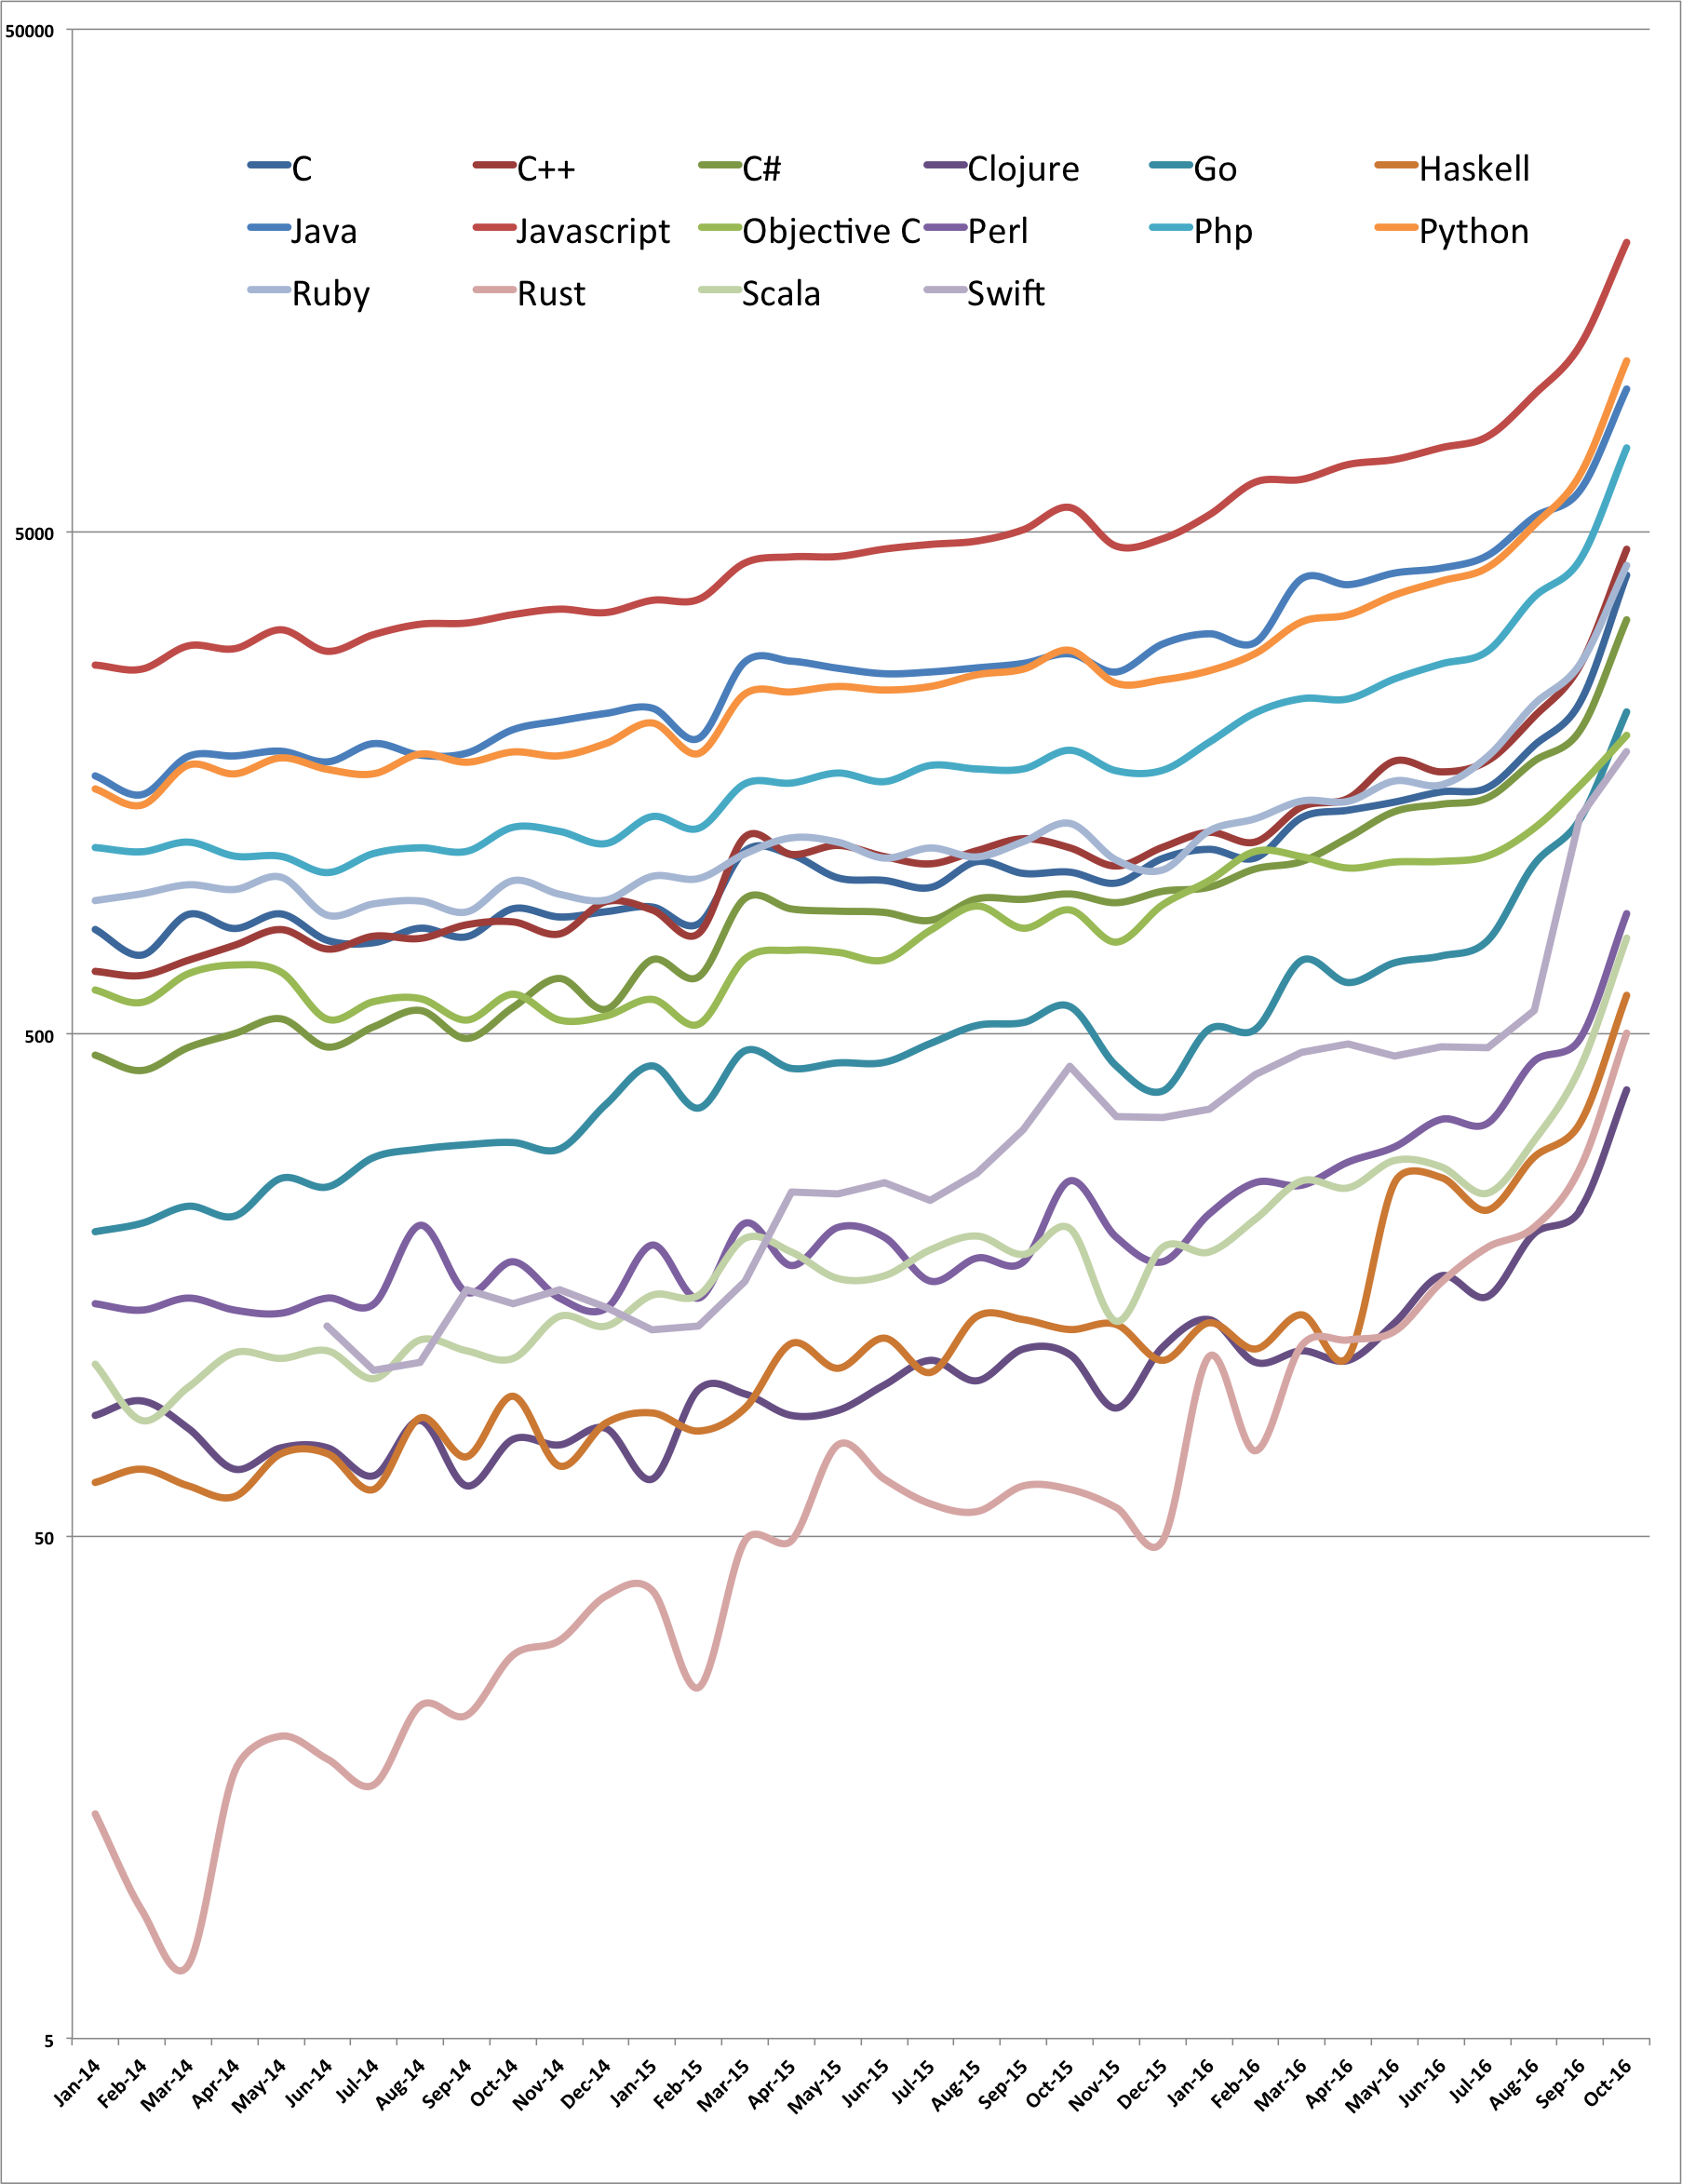 50000
C C++ C# Clojure Go Haskell
Java Javascript Objective C Perl Php Python
Ruby Rust Scala Swift
5000
500
50
5
Jan-14 Feb-14 Mar-14 Apr-14 May-14 Jun-14 Jul-14 Aug-14 Sep-14 Oct-14 Nov-14 Dec-14 Jan-15 Feb-15 Mar-15 Apr-15 May-15 Jun-15 Jul-15 Aug-15 Sep-15 Oct-15 Nov-15 Dec-15 Jan-16 Feb-16 Mar-16 Apr-16 May-16 Jun-16 Jul-16 Aug-16 Sep-16 Oct-16